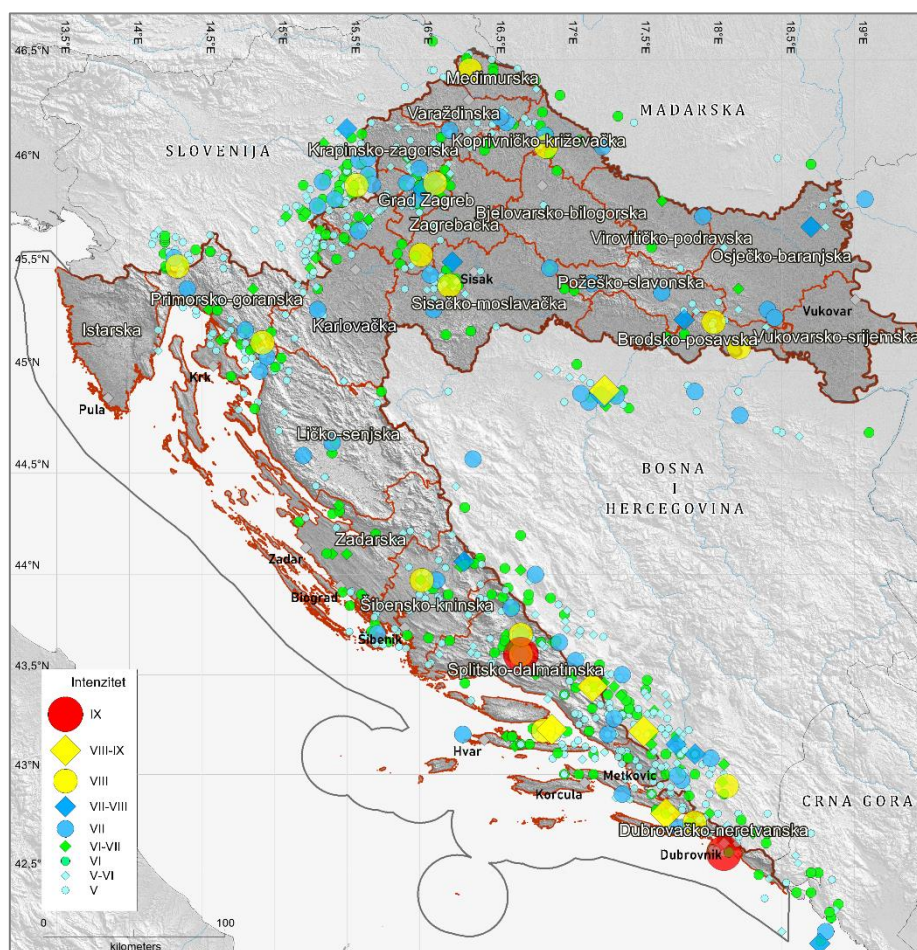 13,5°E
14°E
14,5°E
15°E
15,5°E
16°E
16,5°E
17°E
17,5°E
18°E
18,5°E
19°E
46,5°N
46°N
45,5°N
45°N
44,5°N
44°N
43,5°N
43°N
42,5°N
Međimurska
MAĐARSKA
Varaždinska
SLOVENIJA
Krapinsko-zagorska
Koprivničko-križevačka
Grad Zagreb
Zagrebačka
Bjelovarsko-bilogorska
Virovitičko-podravska
Osječko-baranjska
Sisak
Sisačko-moslavačka
Požeško-slavonska
Primorsko-goranska
Istarska
Karlovačka
Vukovar
Brodsko-posavska
Vukovarsko-srijemska
Krk
Pula
Ličko-senjska
BOSNA
I
HERCEGOVINA
Zadarska
Zadar
Biograd
Šibensko-kninska
Šibenik
Splitsko-dalmatinska
Hvar
Metkovic
Korcula
CRNA GORA
Dubrovačko-neretvanska
Dubrovnik
Intenzitet
IX
VIII-IX
VIII
VII-VIII
VII
VI-VII
VI
V-VI
V
0
100
kilometers